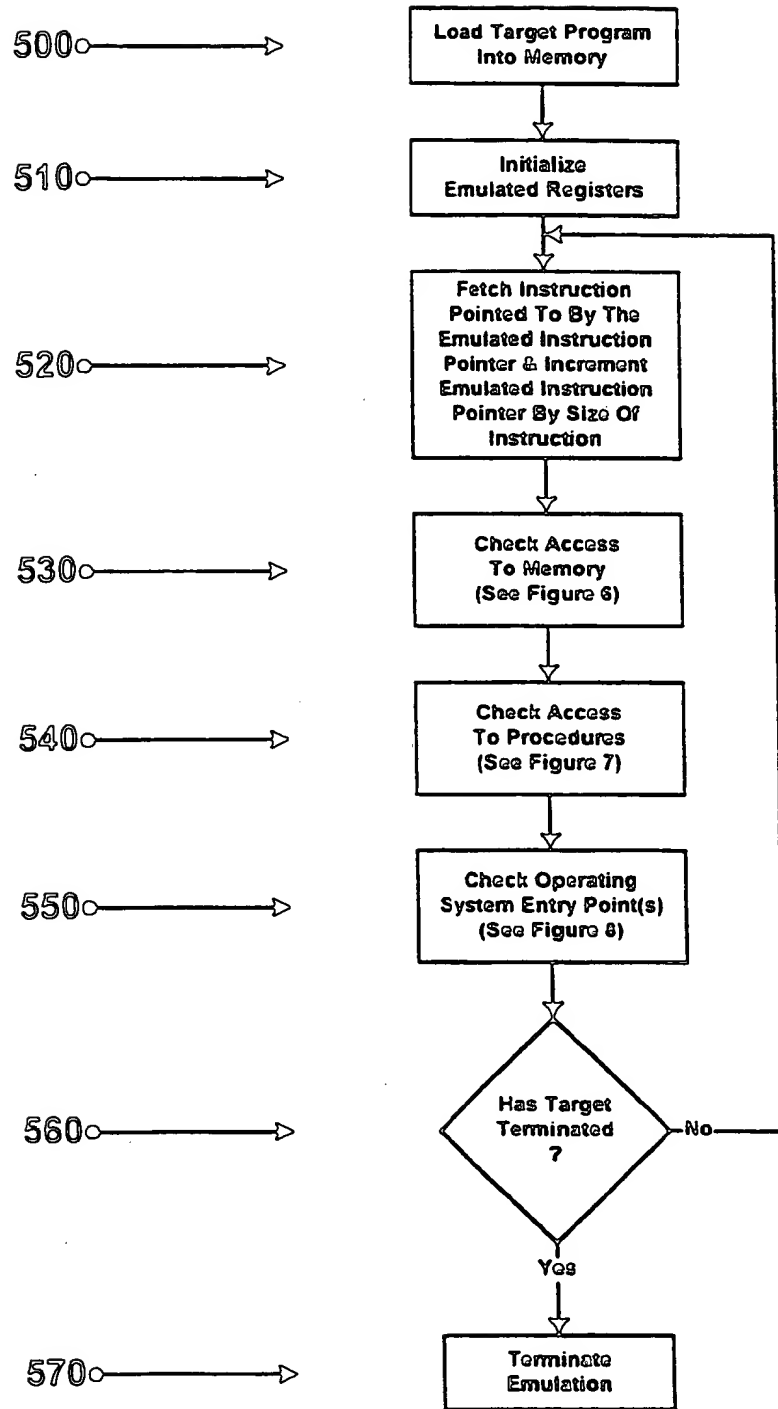 500
Load Target Program
Into Memory
510
Initialize
Emulated Registers
520
Fetch Instruction
Pointed To By The
Emulated Instruction
Pointer & Increment
Emulated Instruction
Pointer By Size Of
Instruction
530
Check Access
To Memory
(See Figure 6)
540
Check Access
To Procedures
(See Figure 7)
550
Check Operating
System Entry Point(s)
(See Figure 8)
560
Has Target
Terminated
?
No
Yes
570
Terminate
Emulation